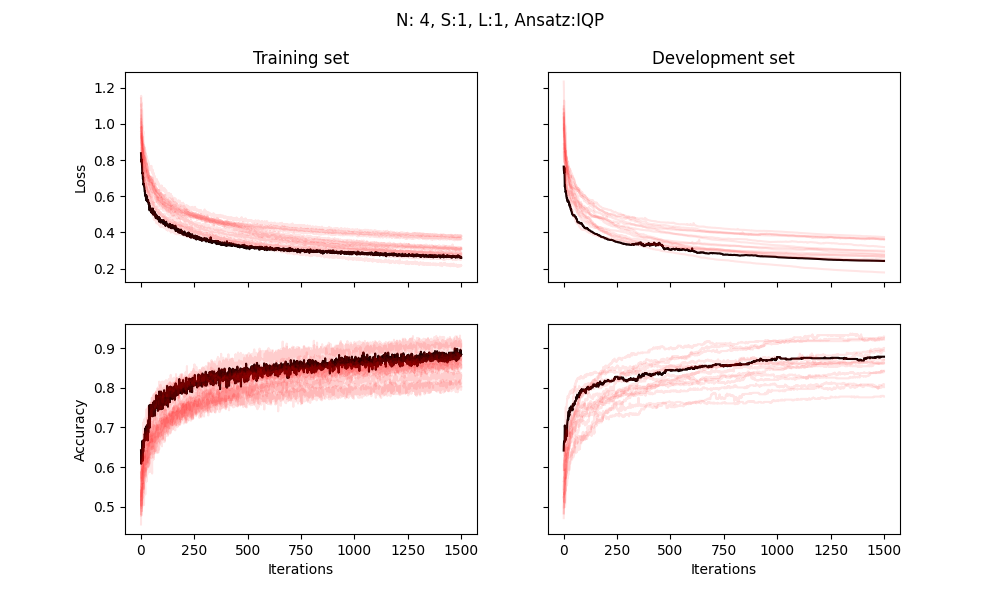 N: 4, S:1, L:1, Ansatz:IQP
Training set
Development set
Loss
1.2
1.0
0.8
0.6
0.4
0.2
Accuracy
0.9
0.8
0.7
0.6
0.5
0 250 500 750 1000 1250 1500
0 250 500 750 1000 1250 1500
Iterations
Iterations